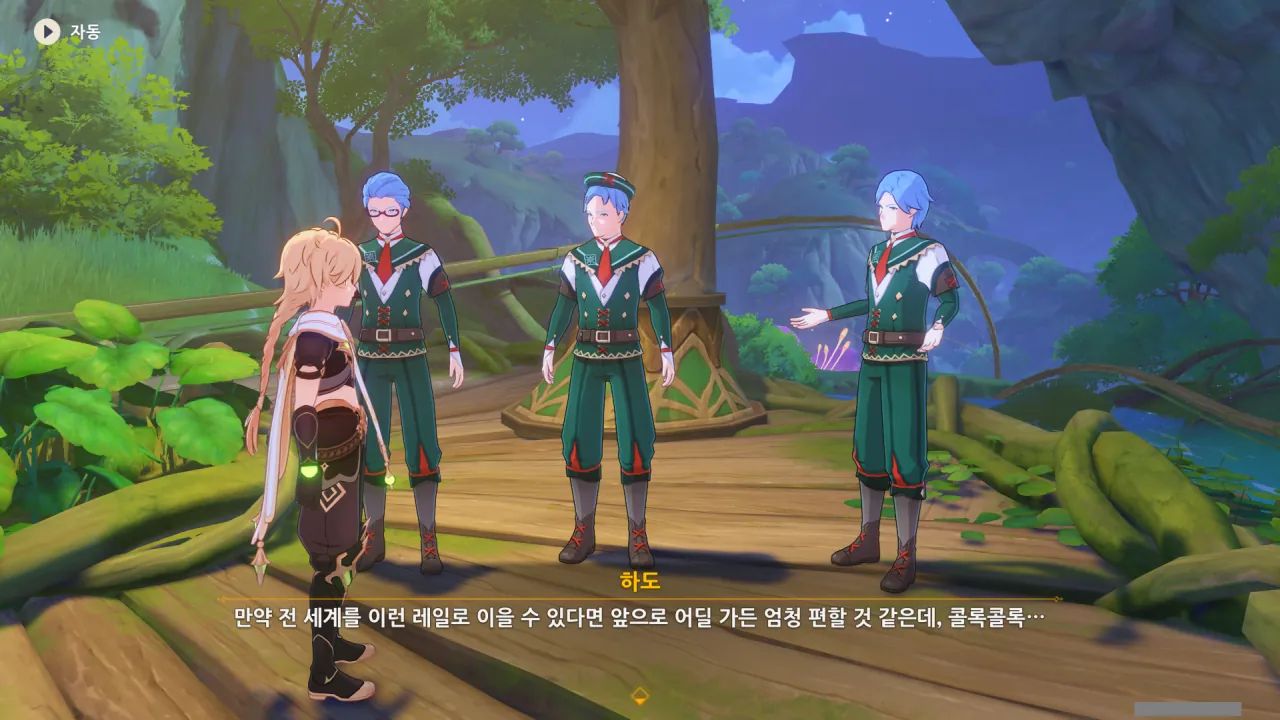 자동
하도
만약 전 세계를 이런 레일로 이을 수 있다면 앞으로 어딜 가든 엄청 편할 것 같은데, 콜록콜록…